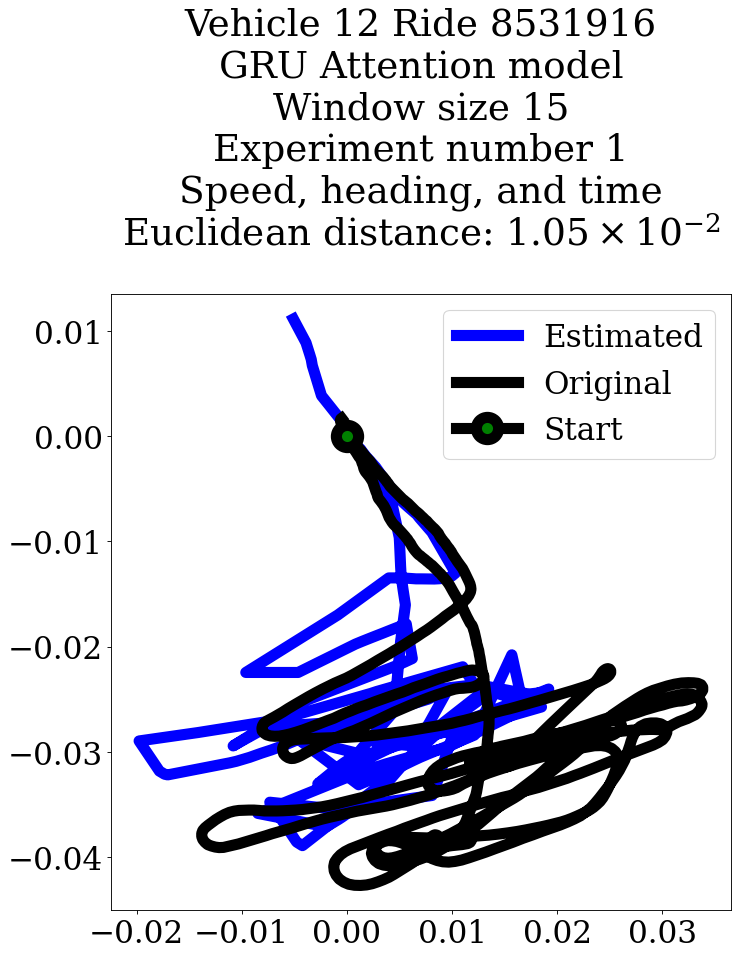 Vehicle 12 Ride 8531916
GRU Attention model
Window size 15
Experiment number 1
Speed, heading, and time
Euclidean distance: 1.05 × 10⁻²
Estimated
Original
Start
0.01
0.00
−0.01
−0.02
−0.03
−0.04
−0.02 −0.01 0.00 0.01 0.02 0.03